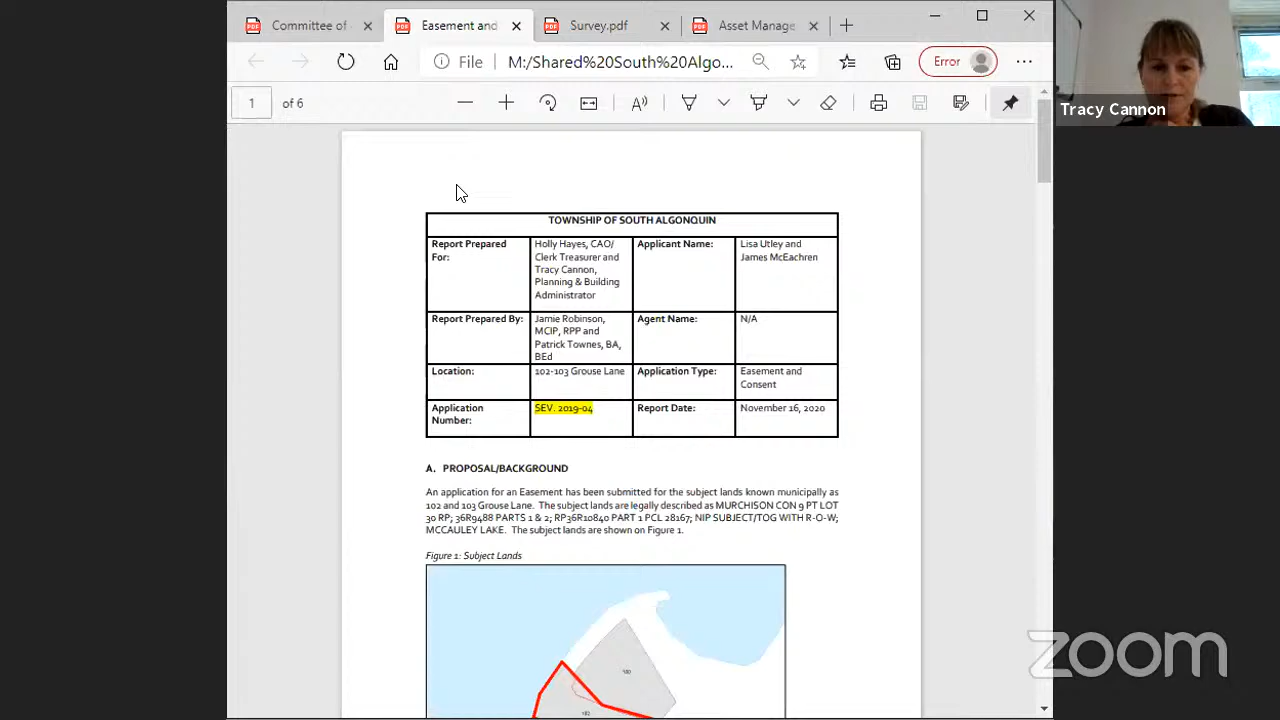 Committee of
Easement and
Survey.pdf
Asset Manage
File
M:/Shared%20South%20Algo...
Error
1
of 6
Tracy Cannon
TOWNSHIP OF SOUTH ALGONQUIN
Report Prepared For:
Holly Hayes, CAO/
Clerk Treasurer and
Tracy Cannon,
Planning & Building
Administrator
Applicant Name:
Lisa Utley and
James McEachren
Report Prepared By:
Jamie Robinson,
MCIP, RPP and
Patrick Townes, BA,
BEd
Agent Name:
N/A
Location:
102-103 Grouse Lane
Application Type:
Easement and
Consent
Application
Number:
SEV. 2019-04
Report Date:
November 16, 2020
A. PROPOSAL/BACKGROUND
An application for an Easement has been submitted for the subject lands known municipally as
102 and 103 Grouse Lane. The subject lands are legally described as MURCHISON CON 9 PT LOT
30 RP; 36R9488 PARTS 1 & 2; RP36R10840 PART 1 PCL 28167; NIP SUBJECT/TOG WITH R-O-W;
MCCAULEY LAKE. The subject lands are shown on Figure 1.
Figure 1: Subject Lands
zoom